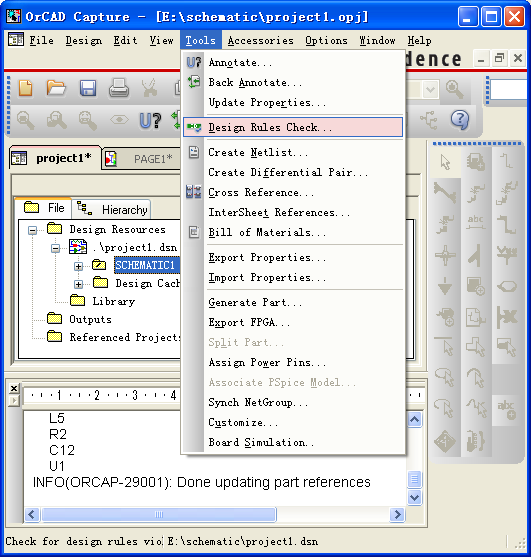 OrCAD Capture - [E:\schematic\project1.opj]
File Design Edit View Tools Accessories Options Window Help
dence
U? Annotate...
Back Annotate...
Update Properties...
U?
Design Rules Check...
project1* PAGE1*
Create Netlist...
Create Differential Pair...
Cross Reference...
File Hierarchy
InterSheet References...
Design Resources
Bill of Materials...
.\project1.dsn
Export Properties...
SCHEMATIC1
Import Properties...
Design Cach
Library
Generate Part...
Outputs
Export FPGA...
Referenced Projects
Split Part...
Assign Power Pins...
Associate PSpice Model...
1 2 3 4
Synch NetGroup...
L5
Customize...
R2
Board Simulation..
C12
U1
INFO(ORCAP-29001): Done updating part references
abc
abc
Check for design rules vio E:\schematic\project1.dsn